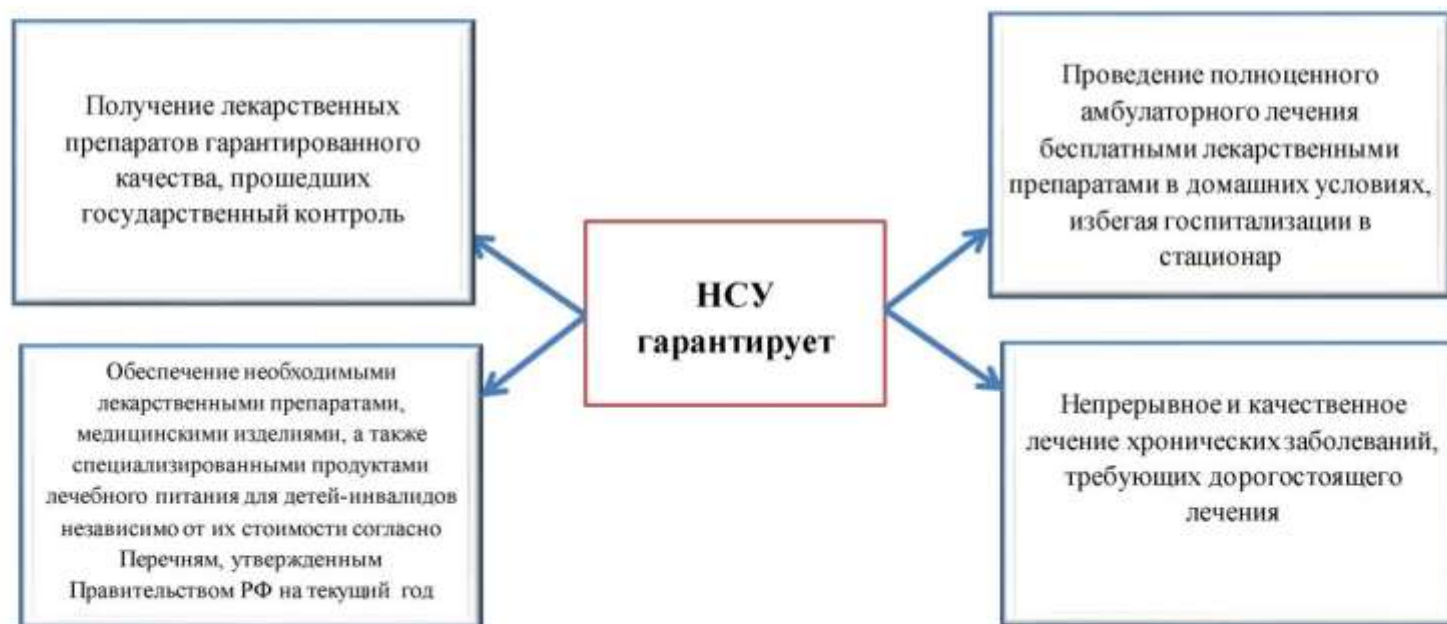 Получение лекарственных
препаратов гарантированного
качества, прошедших
государственный контроль
Проведение полноценного
амбулаторного лечения
бесплатными лекарственными
препаратами в домашних условиях,
избегая госпитализации в
стационар
НСУ
гарантирует
Обеспечение необходимыми
лекарственными препаратами,
медицинскими изделиями, а также
специализированными продуктами
лечебного питания для детей-инвалидов
независимо от их стоимости согласно
Перечням, утвержденным
Правительством РФ на текущий год
Непрерывное и качественное
лечение хронических заболеваний,
требующих дорогостоящего
лечения